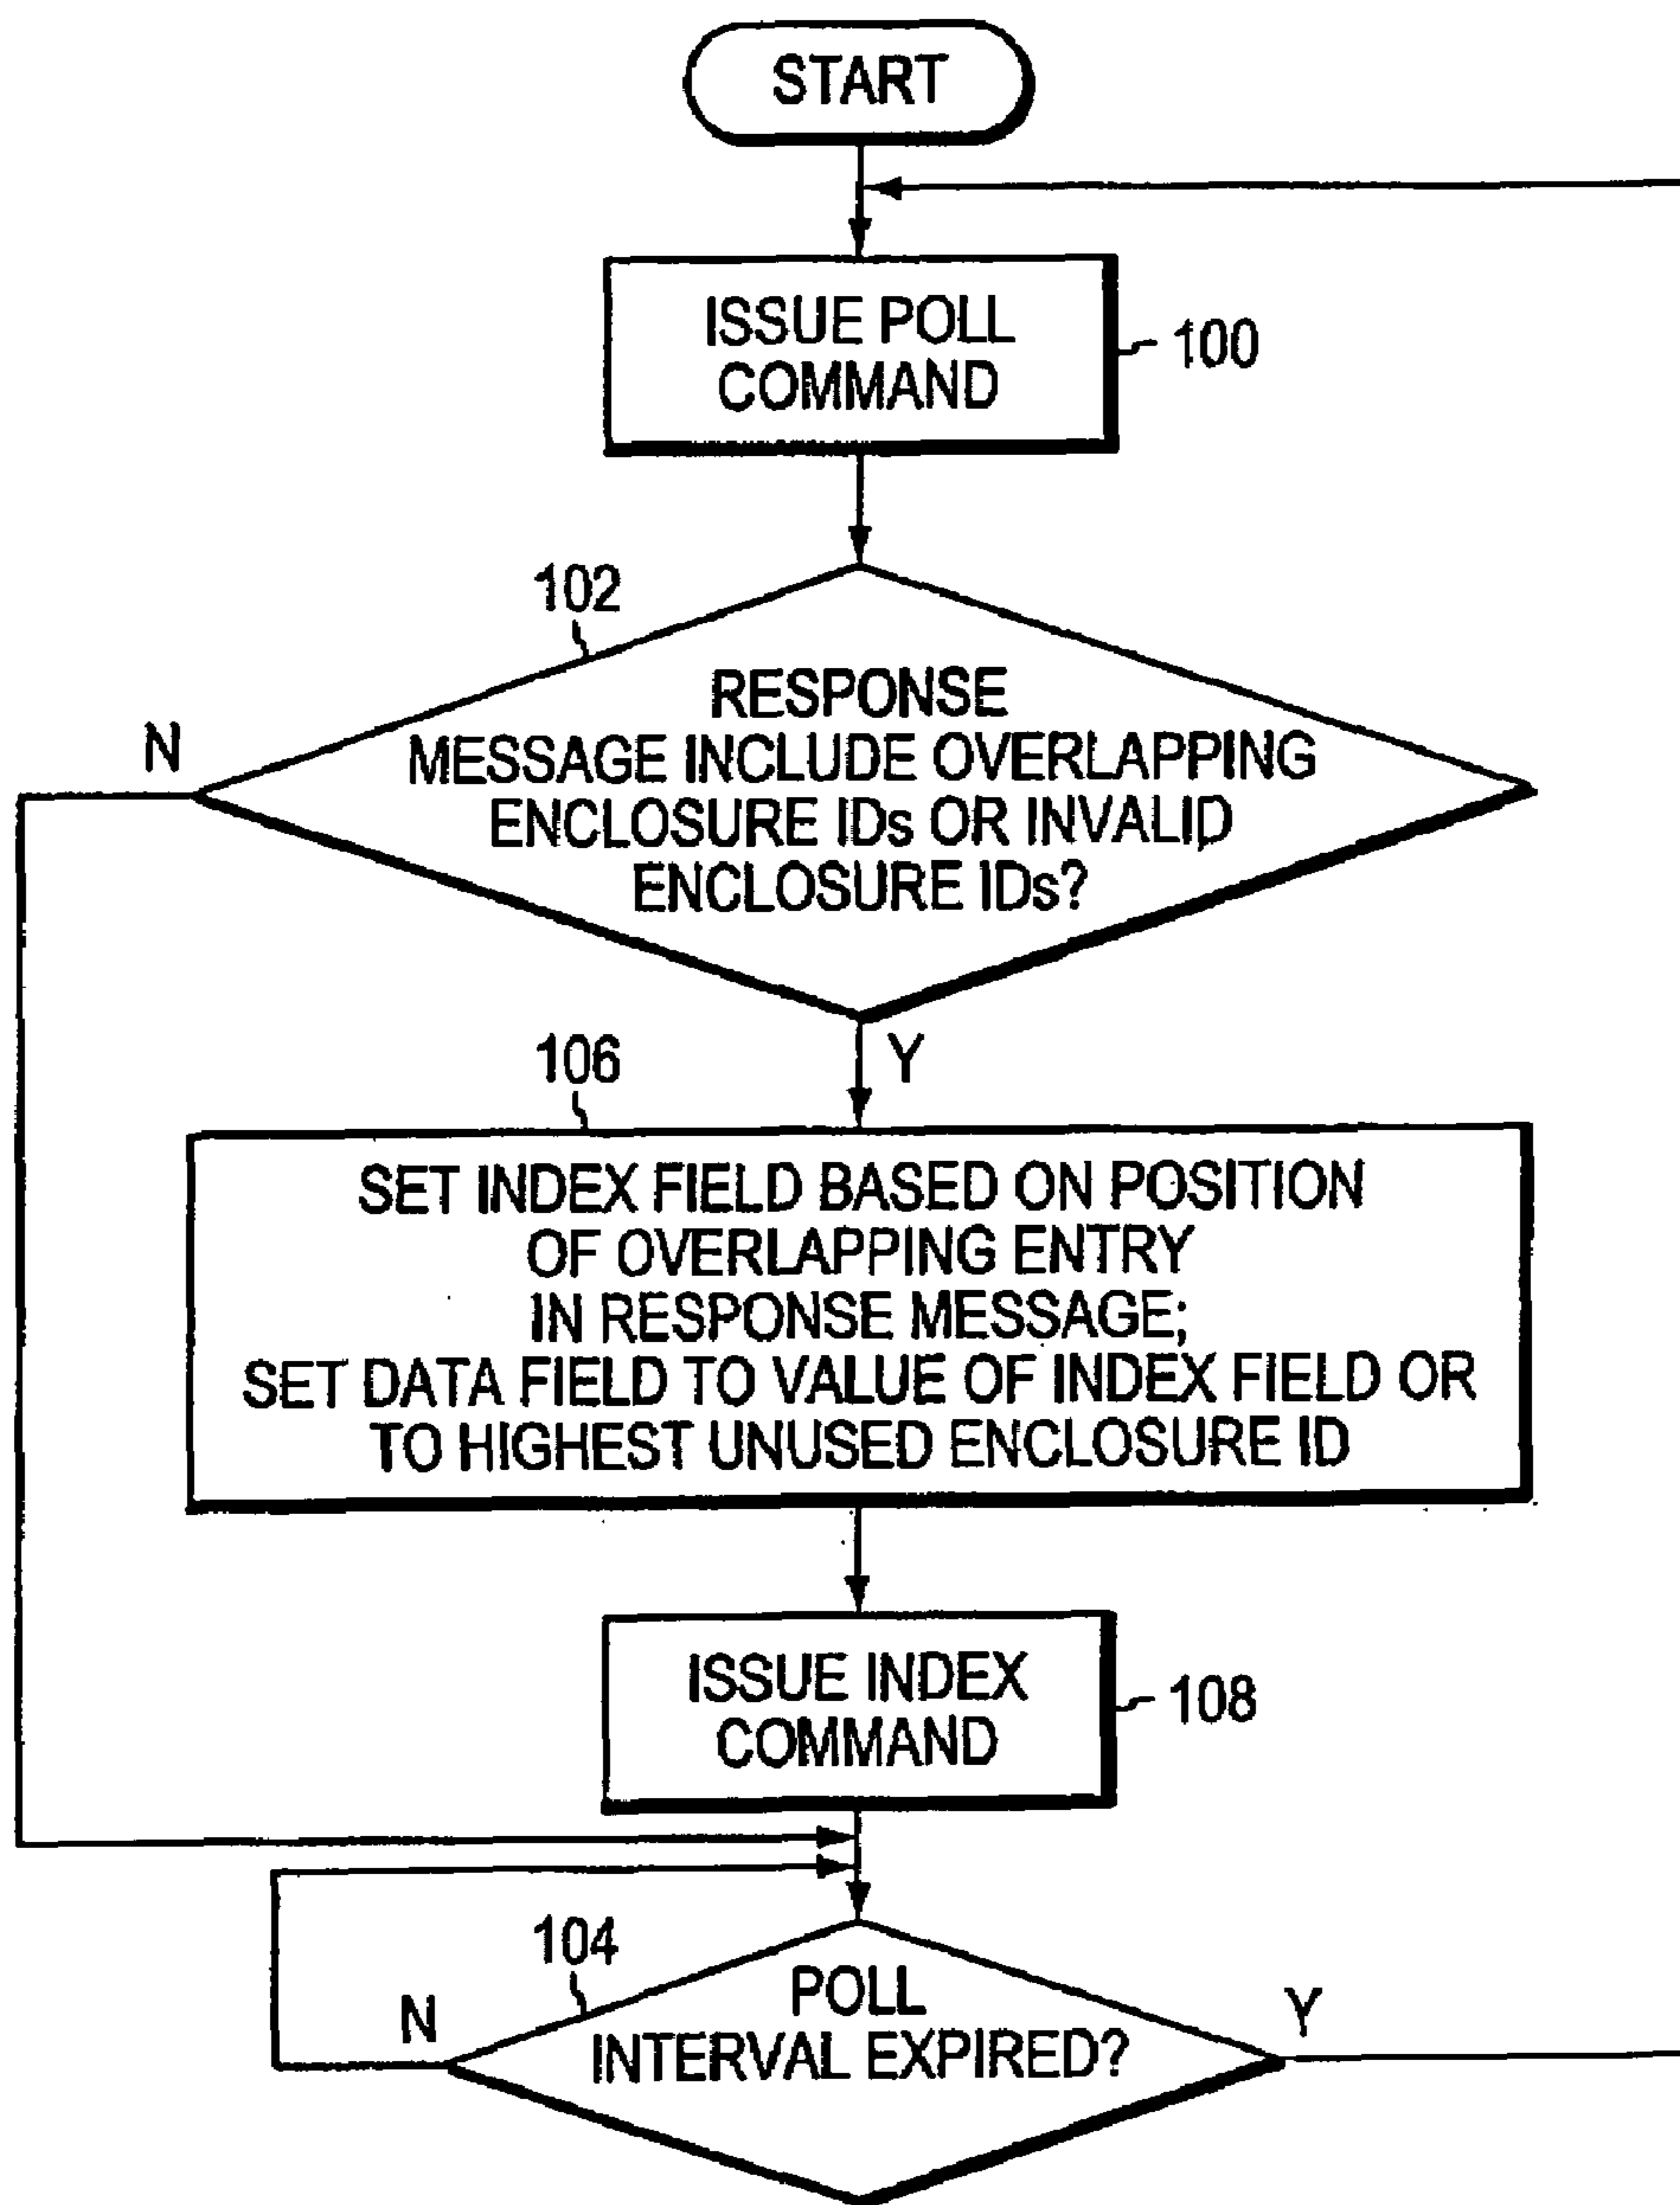 START
ISSUE POLL
COMMAND
100
102
RESPONSE
MESSAGE INCLUDE OVERLAPPING
ENCLOSURE IDs OR INVALID
ENCLOSURE IDs?
N
Y
106
SET INDEX FIELD BASED ON POSITION
OF OVERLAPPING ENTRY
IN RESPONSE MESSAGE;
SET DATA FIELD TO VALUE OF INDEX FIELD OR
TO HIGHEST UNUSED ENCLOSURE ID
ISSUE INDEX
COMMAND
108
104
POLL
INTERVAL EXPIRED?
N
Y